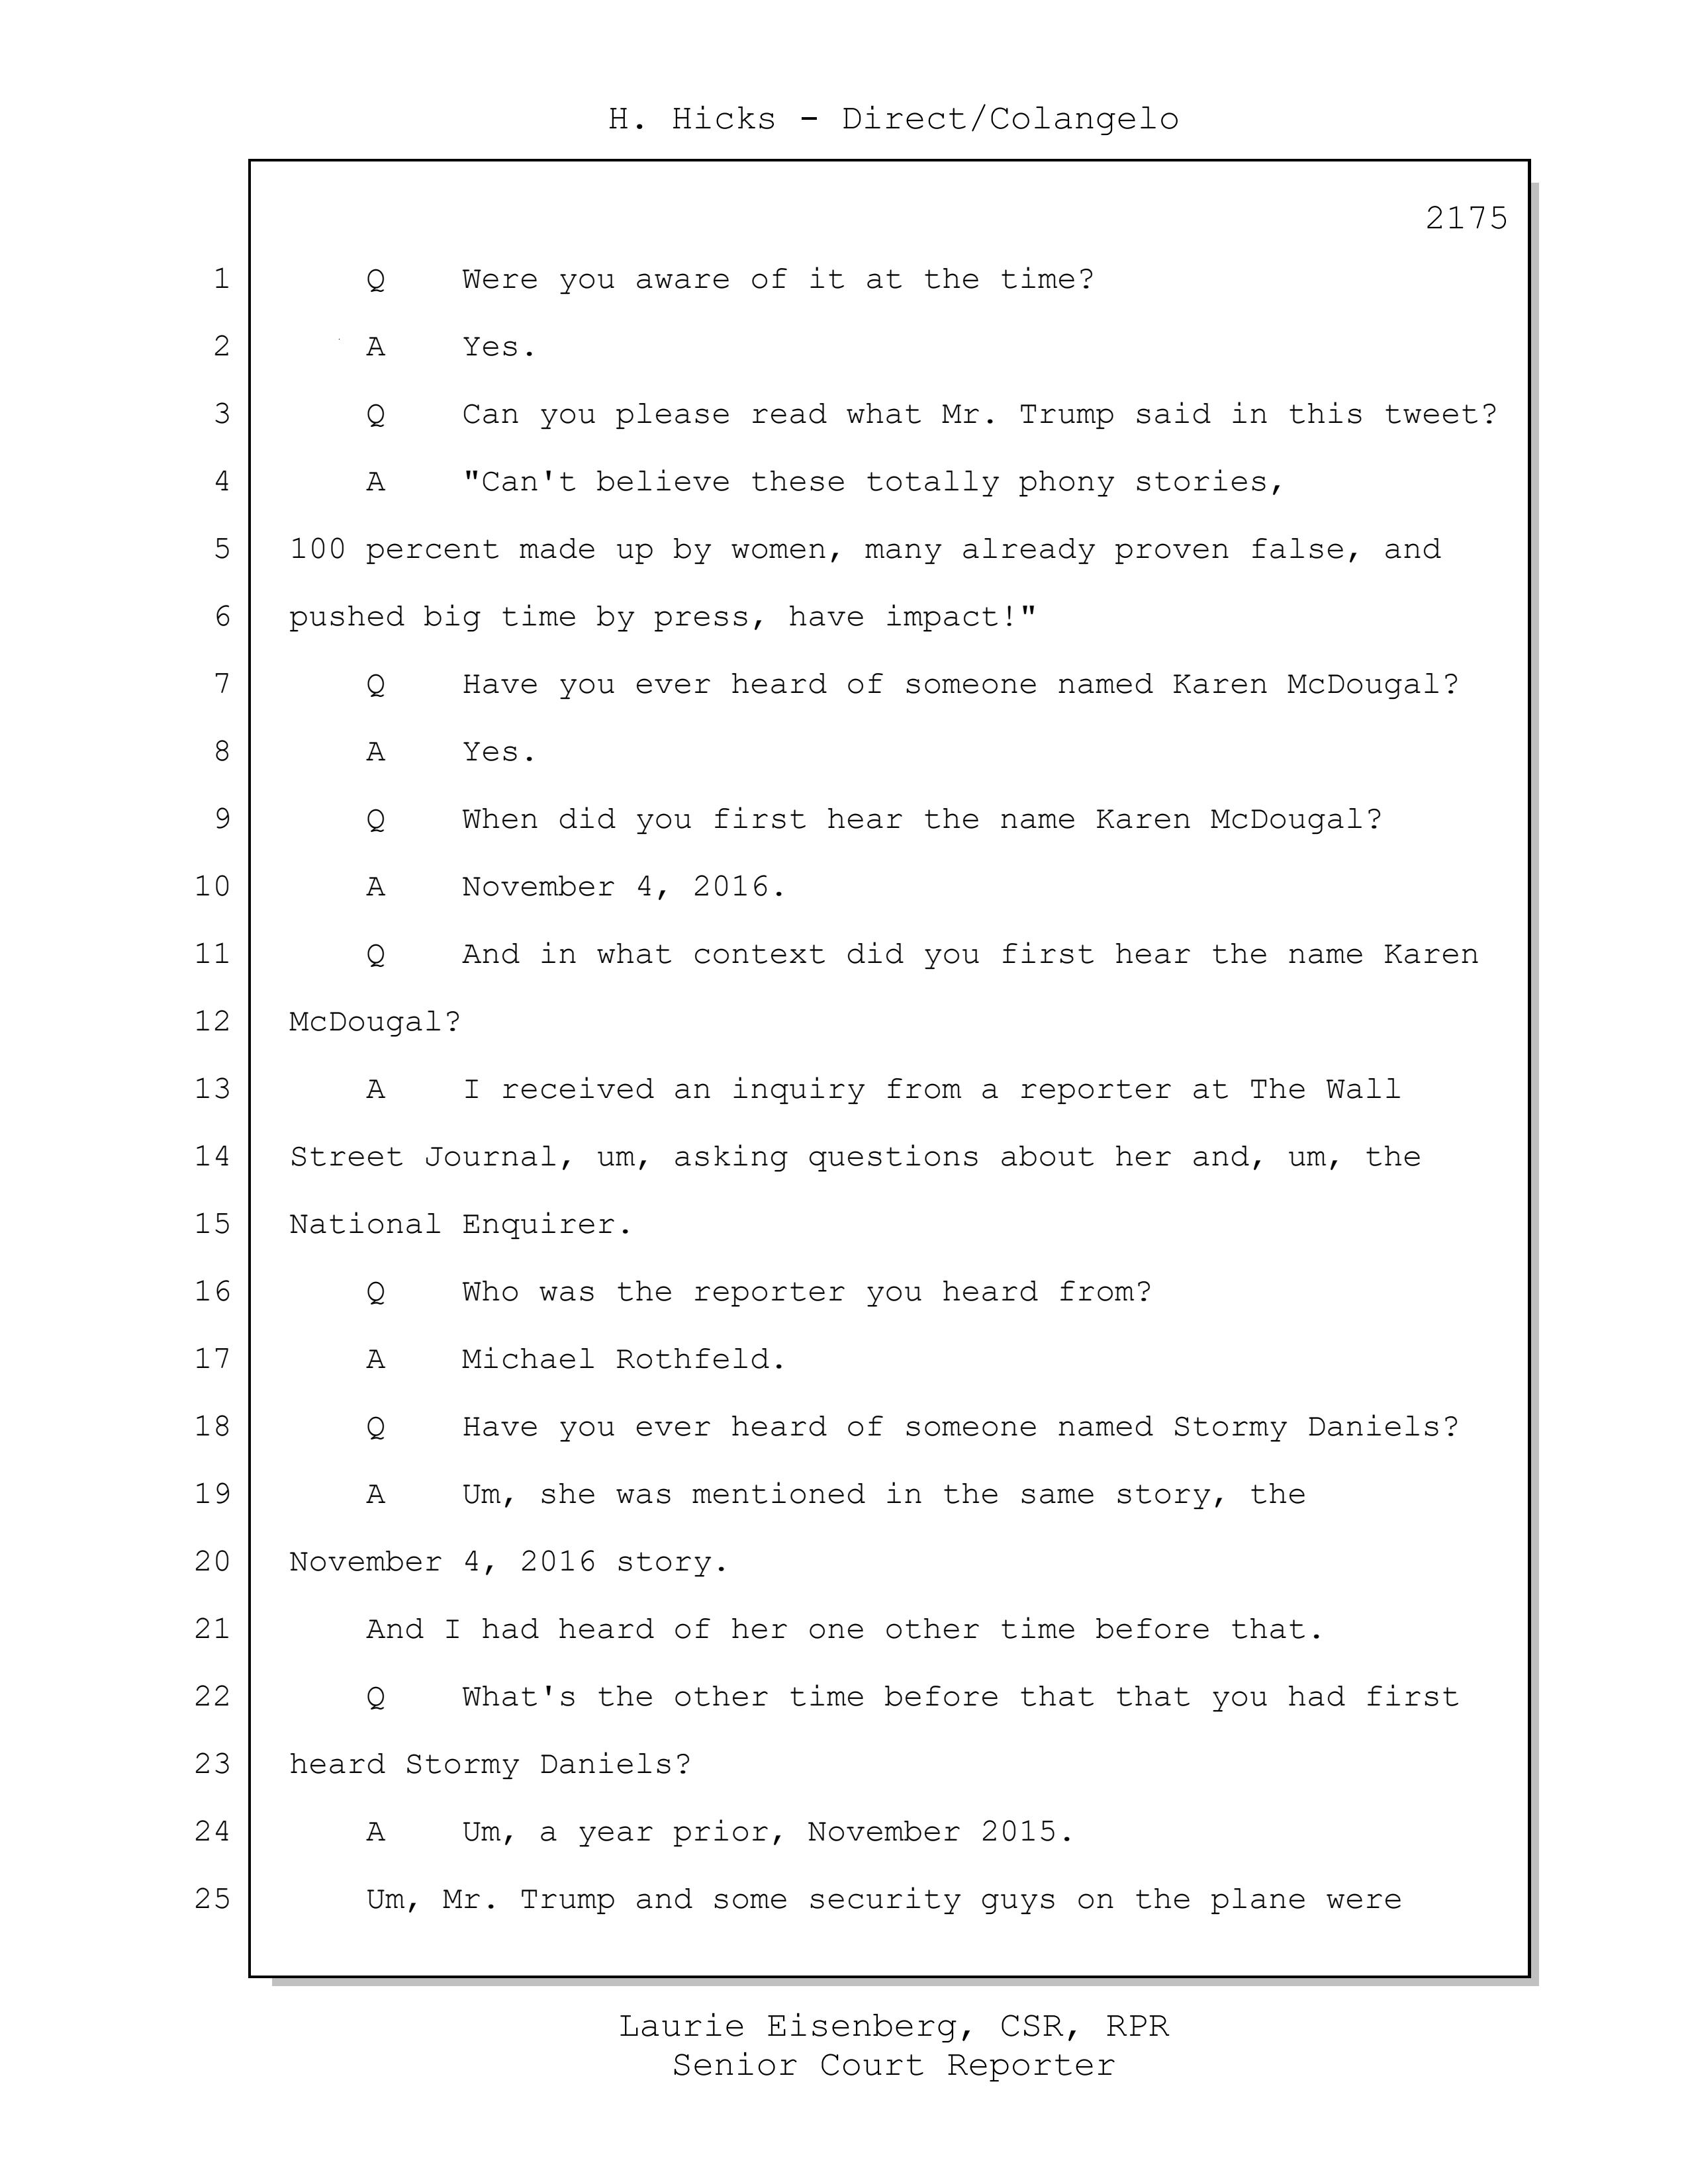 H. Hicks - Direct/Colangelo
2175
1 Q Were you aware of it at the time?
2 A Yes.
3 Q Can you please read what Mr. Trump said in this tweet?
4 A "Can't believe these totally phony stories,
5 100 percent made up by women, many already proven false, and
6 pushed big time by press, have impact!"
7 Q Have you ever heard of someone named Karen McDougal?
8 A Yes.
9 Q When did you first hear the name Karen McDougal?
10 A November 4, 2016.
11 Q And in what context did you first hear the name Karen
12 McDougal?
13 A I received an inquiry from a reporter at The Wall
14 Street Journal, um, asking questions about her and, um, the
15 National Enquirer.
16 Q Who was the reporter you heard from?
17 A Michael Rothfeld.
18 Q Have you ever heard of someone named Stormy Daniels?
19 A Um, she was mentioned in the same story, the
20 November 4, 2016 story.
21 And I had heard of her one other time before that.
22 Q What's the other time before that that you had first
23 heard Stormy Daniels?
24 A Um, a year prior, November 2015.
25 Um, Mr. Trump and some security guys on the plane were
Laurie Eisenberg, CSR, RPR
Senior Court Reporter